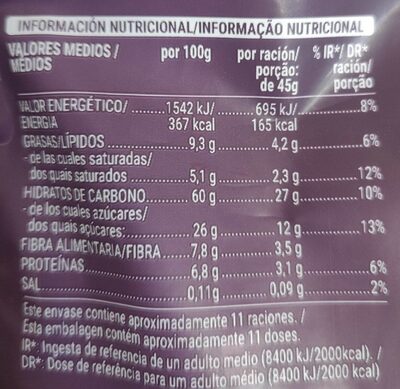 INFORMACIÓN NUTRICIONAL/INFORMAÇÃO NUTRICIONAL
VALORES MEDIOS / MÉDIOS por 100g por ración/ porção: de 45g % IR*/ DR* ración/ porção
VALOR ENERGÉTICO/ 1542 kJ/ 695 kJ/ 8%
ENERGIA 367 kcal 165 kcal
GRASAS/LÍPIDOS 9,3 g 4,2 g 6%
- de las cuales saturadas/
dos quais saturados 5,1 g 2,3 g 12%
HIDRATOS DE CARBONO 60 g 27 g 10%
- de los cuales azúcares/
dos quais açúcares: 26 g 12 g 13%
FIBRA ALIMENTARIA/FIBRA 7,8 g 3,5 g
PROTEÍNAS 6,8 g 3,1 g 6%
SAL 0,11g 0,09 g 2%
Este envase contiene aproximadamente 11 raciones. /
Esta embalagen contém aproximadamente 11 doses.
IR*: Ingesta de referencia de un adulto medio (8400 kJ/2000kcal). /
DR*: Dose de referência para um adulto médio (8400 kJ/2000 kcal)